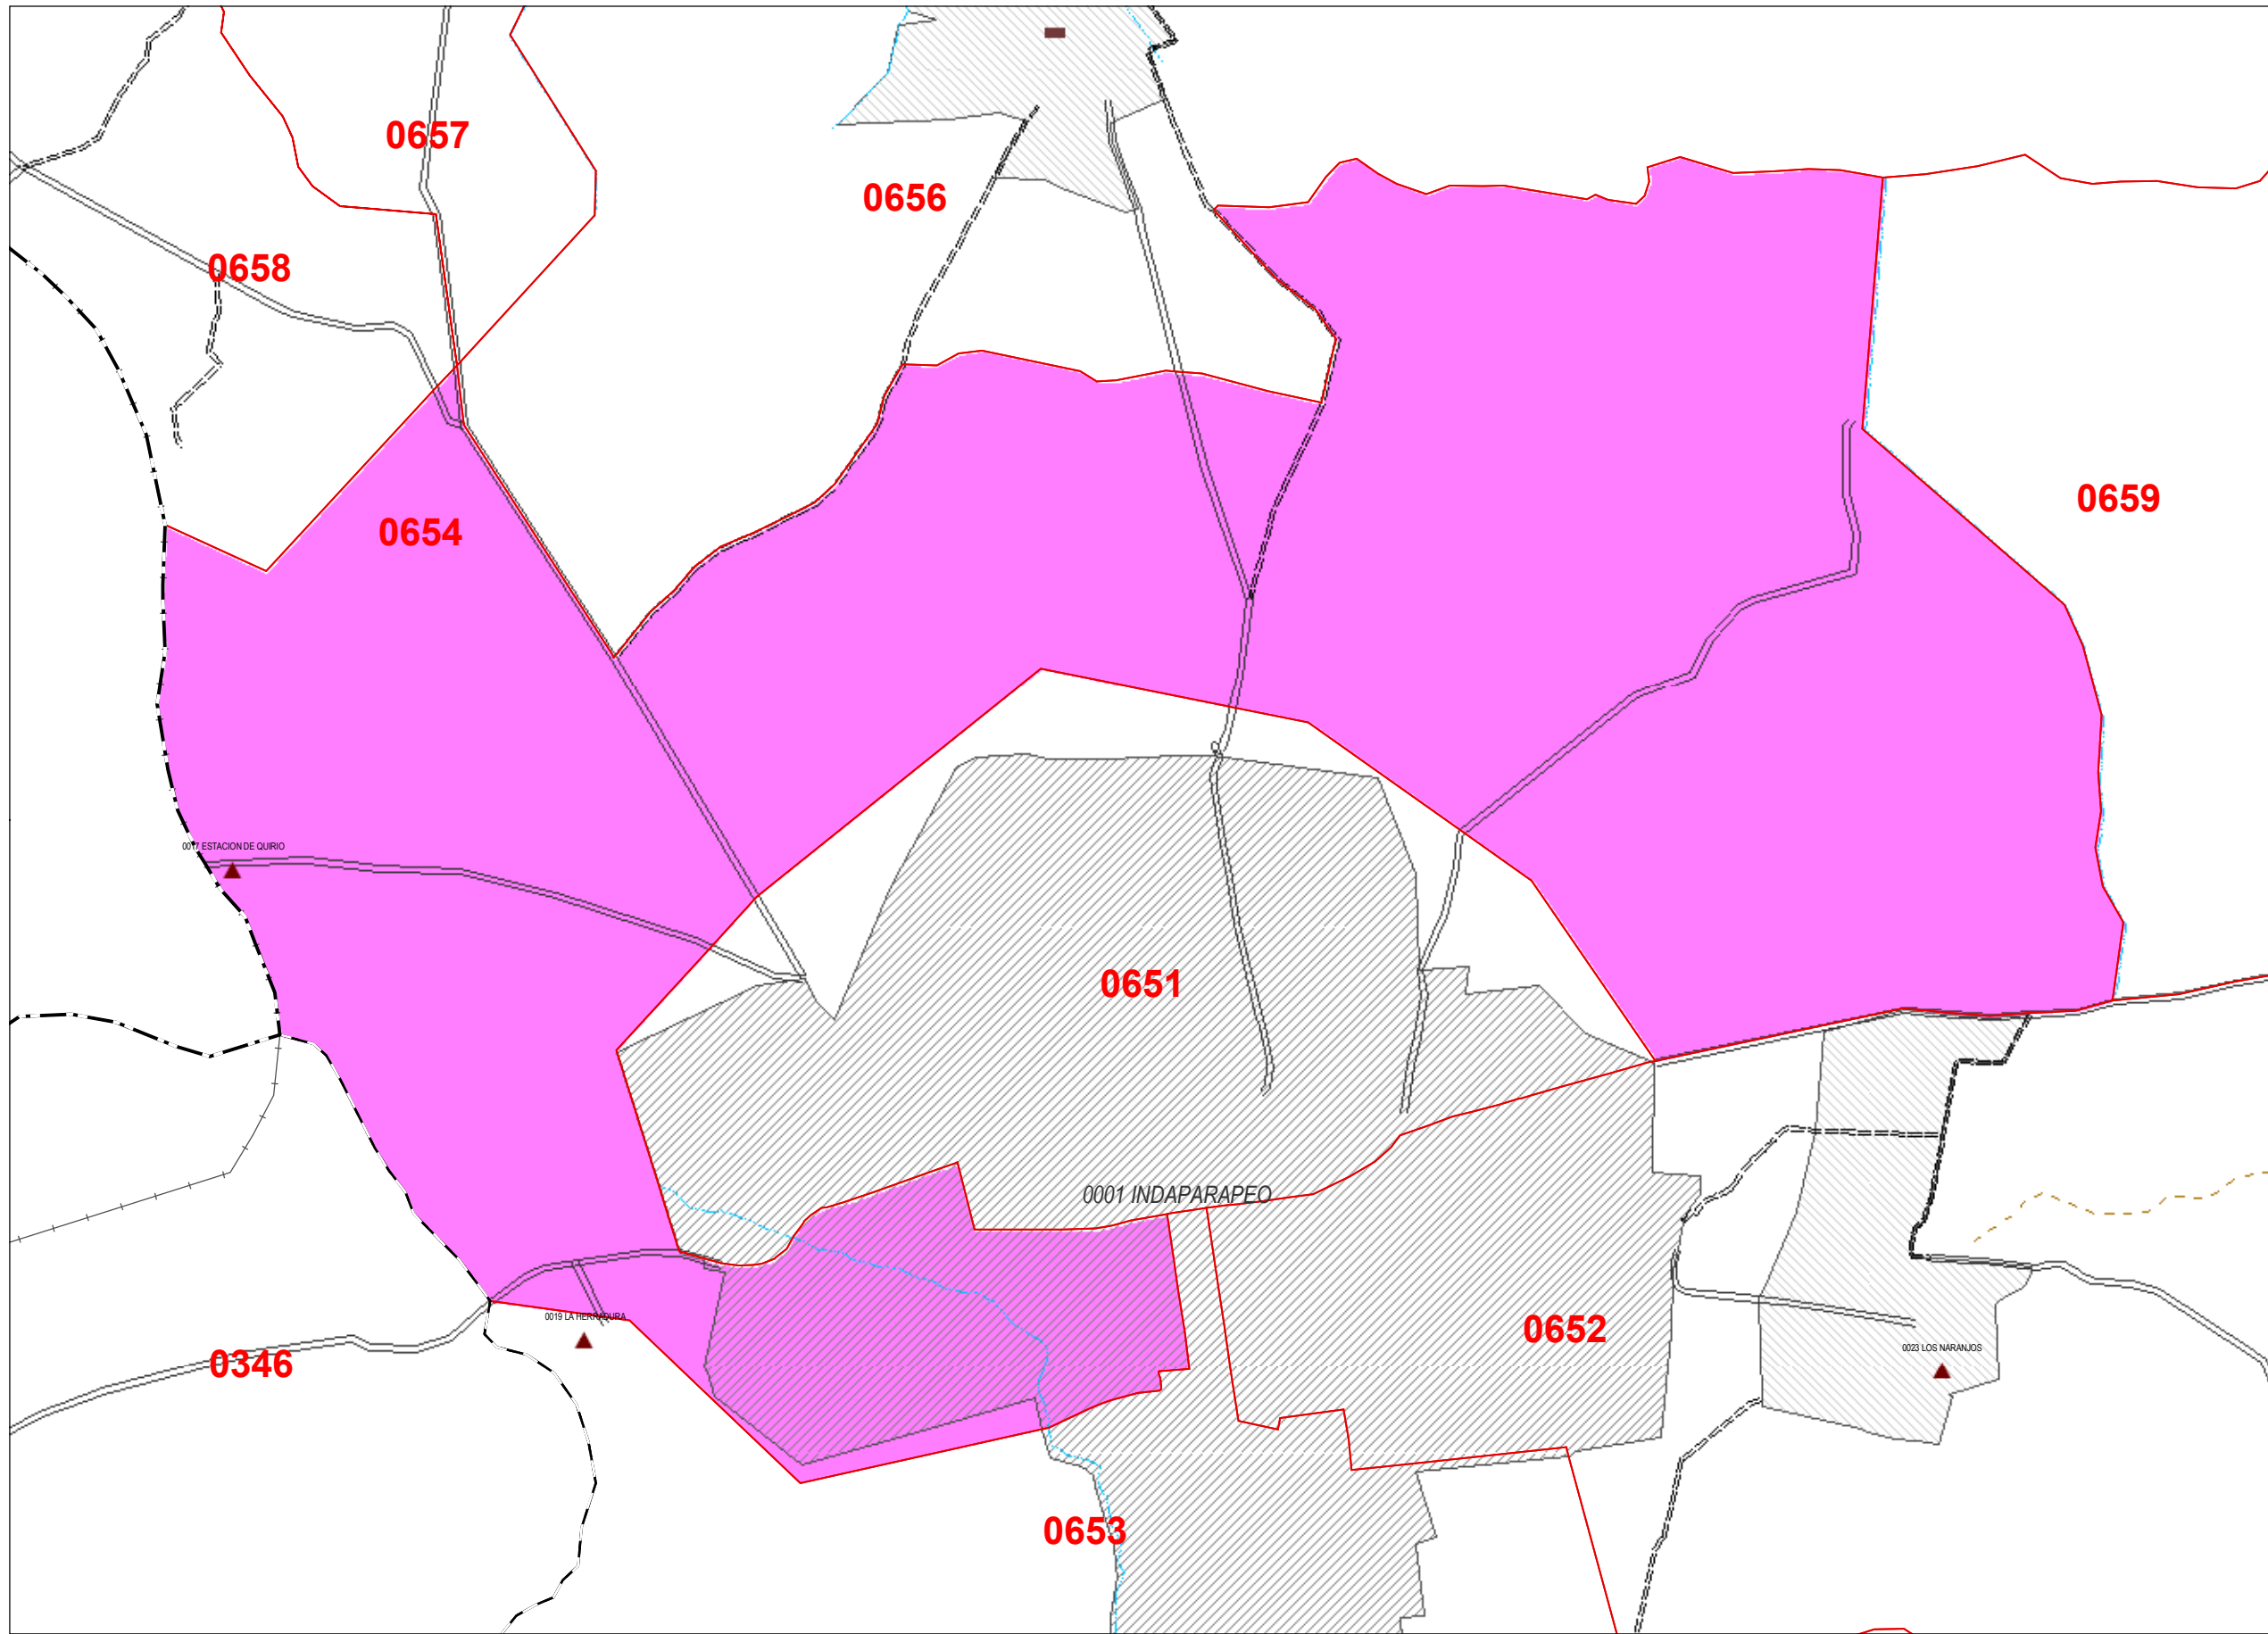 0657
0656
0658
0659
0654
0017 ESTACION DE QUIRIO
0651
0001 INDAPARAPEO
0019 LA HERRADURA
0652
0023 LOS NARANJOS
0346
0653